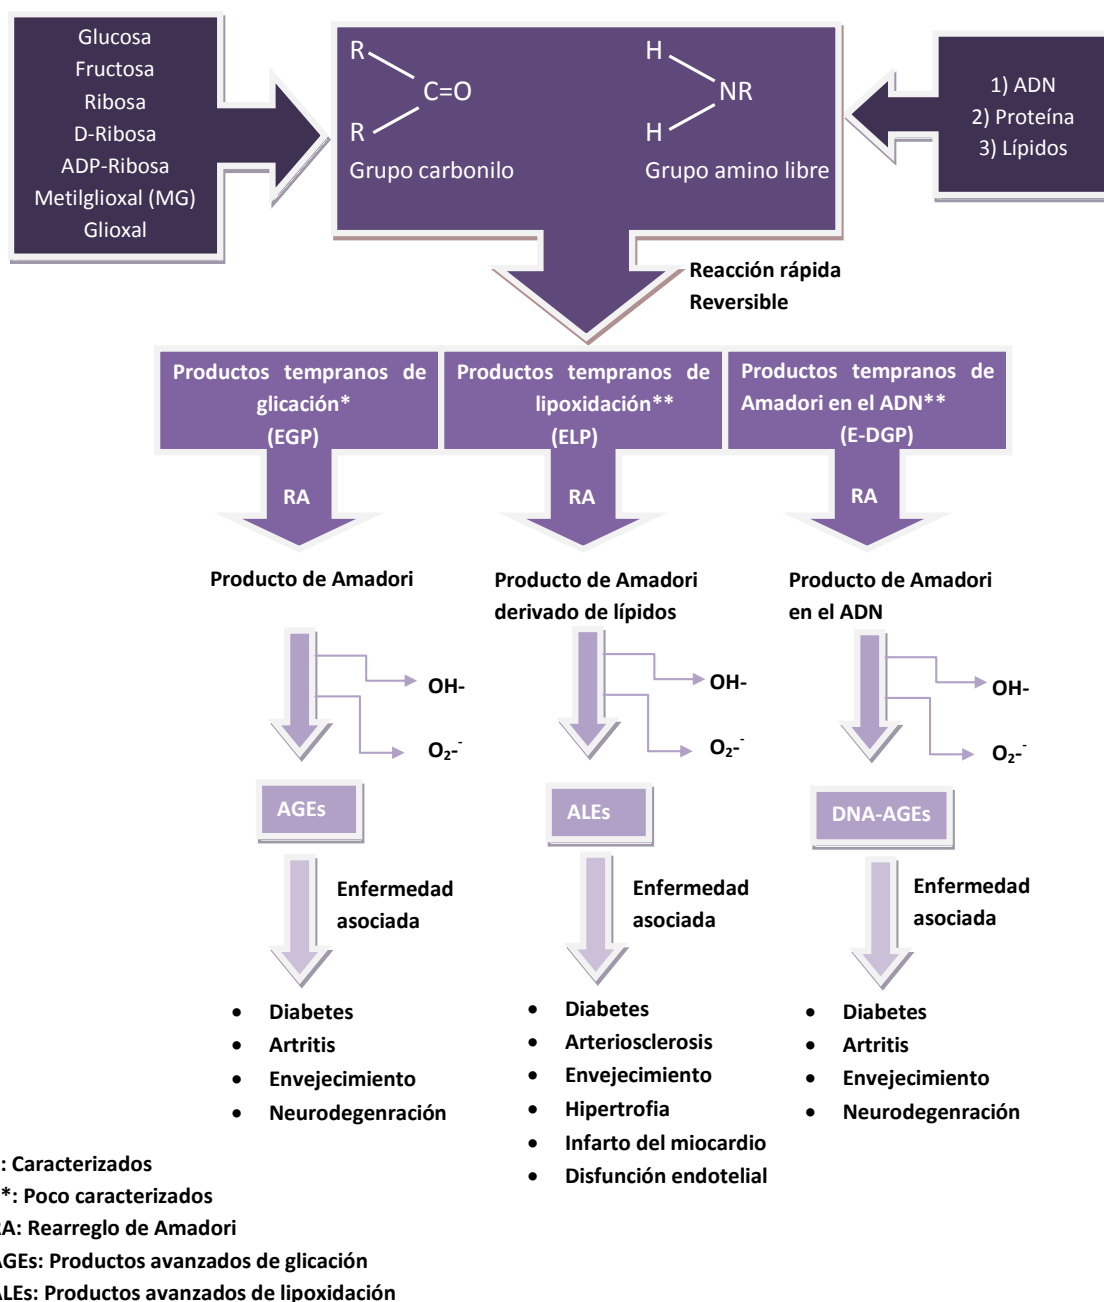 Glucosa
Fructosa
Ribosa
D-Ribosa
ADP-Ribosa
Metilglioxal (MG)
Glioxal
R
C=O
R
Grupo carbonilo
H
NR
H
Grupo amino libre
1) ADN
2) Proteína
3) Lípidos
Reacción rápida
Reversible
Productos tempranos de
glicación*
(EGP)
Productos tempranos de
lipoxidación**
(ELP)
Productos tempranos de
Amadori en el ADN**
(E-DGP)
RA
RA
RA
Producto de Amadori
Producto de Amadori
derivado de lípidos
Producto de Amadori
en el ADN
OH-
O₂-⁻
OH-
O₂-⁻
OH-
O₂-⁻
AGEs
ALEs
DNA-AGEs
Enfermedad
asociada
Enfermedad
asociada
Enfermedad
asociada
• Diabetes
• Artritis
• Envejecimiento
• Neurodegenración
• Diabetes
• Arteriosclerosis
• Envejecimiento
• Hipertrofia
• Infarto del miocardio
• Disfunción endotelial
• Diabetes
• Artritis
• Envejecimiento
• Neurodegenración
: Caracterizados
*: Poco caracterizados
RA: Rearreglo de Amadori
AGEs: Productos avanzados de glicación
ALEs: Productos avanzados de lipoxidación